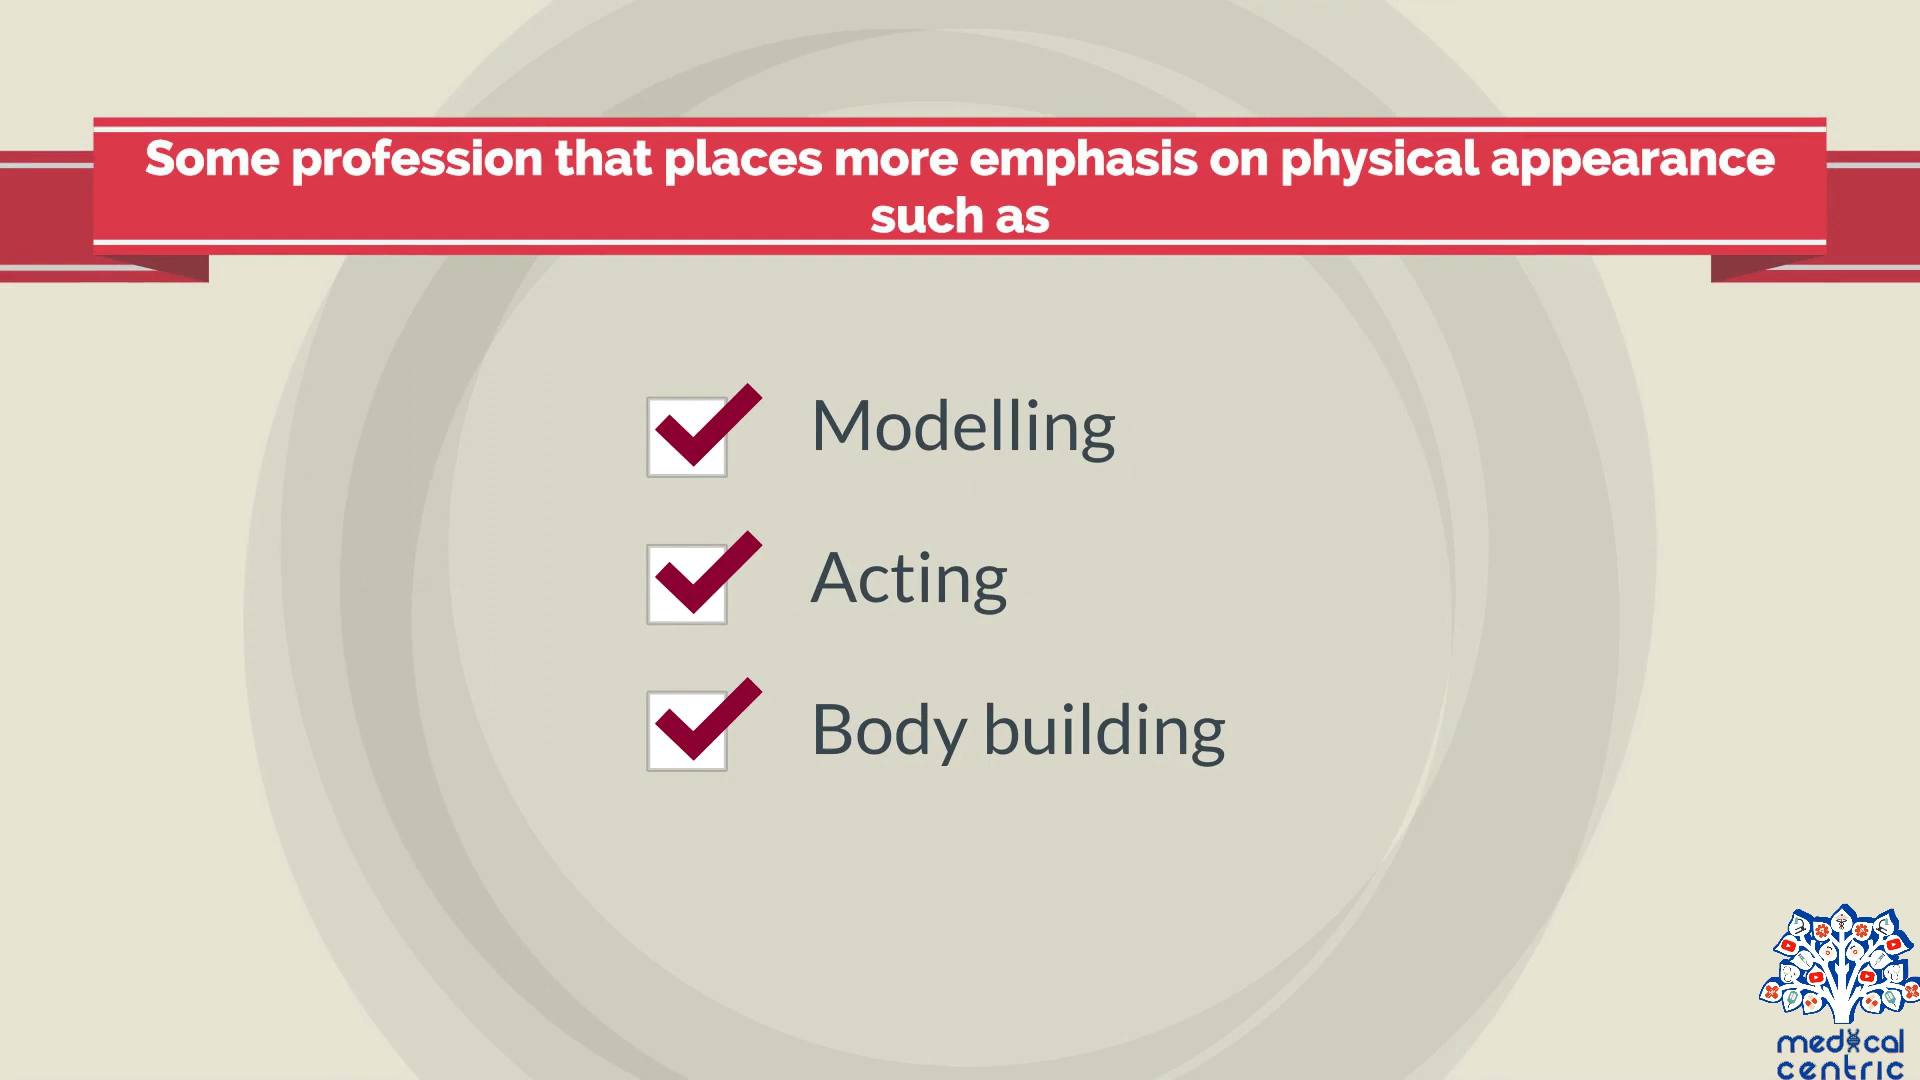 Some profession that places more emphasis on physical appearance
such as
Modelling
Acting
Body building
medical
centric